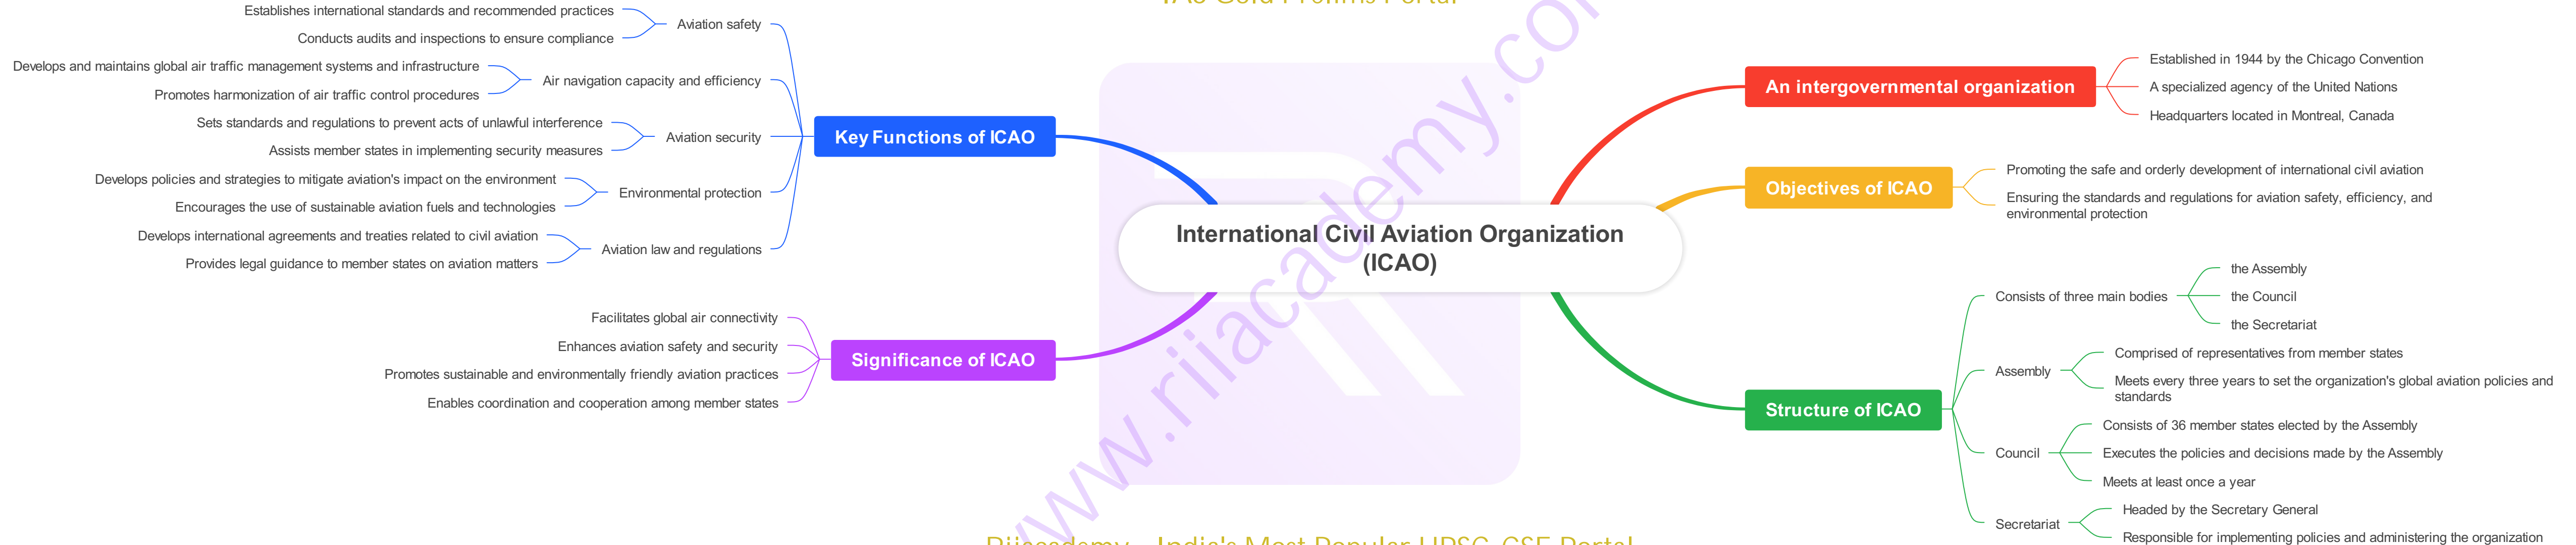 IAS Gold Prelims Portal
Establishes international standards and recommended practices
Conducts audits and inspections to ensure compliance
Aviation safety
Develops and maintains global air traffic management systems and infrastructure
Promotes harmonization of air traffic control procedures
Air navigation capacity and efficiency
Sets standards and regulations to prevent acts of unlawful interference
Assists member states in implementing security measures
Aviation security
Develops policies and strategies to mitigate aviation's impact on the environment
Encourages the use of sustainable aviation fuels and technologies
Environmental protection
Develops international agreements and treaties related to civil aviation
Provides legal guidance to member states on aviation matters
Aviation law and regulations
Key Functions of ICAO
Facilitates global air connectivity
Enhances aviation safety and security
Promotes sustainable and environmentally friendly aviation practices
Enables coordination and cooperation among member states
Significance of ICAO
International Civil Aviation Organization
(ICAO)
www.rijacademy.com
An intergovernmental organization
Established in 1944 by the Chicago Convention
A specialized agency of the United Nations
Headquarters located in Montreal, Canada
Objectives of ICAO
Promoting the safe and orderly development of international civil aviation
Ensuring the standards and regulations for aviation safety, efficiency, and
environmental protection
Structure of ICAO
Consists of three main bodies
the Assembly
the Council
the Secretariat
Assembly
Comprised of representatives from member states
Meets every three years to set the organization's global aviation policies and
standards
Council
Consists of 36 member states elected by the Assembly
Executes the policies and decisions made by the Assembly
Meets at least once a year
Secretariat
Headed by the Secretary General
Responsible for implementing policies and administering the organization
India's Most Popular UPSC-CSE Portal